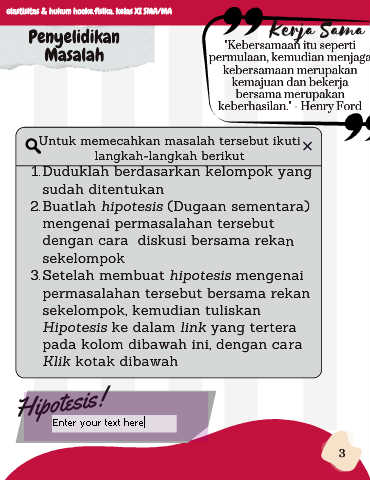 elastisitas & hukum hooke.fisika. kelas XI SMA/MA
Penyelidikan
Masalah
Kerja Sama
"Kebersamaan itu seperti
permulaan, kemudian menjaga
kebersamaan merupakan
kemajuan dan bekerja
bersama merupakan
keberhasilan." - Henry Ford
Untuk memecahkan masalah tersebut ikuti
langkah-langkah berikut
1. Duduklah berdasarkan kelompok yang
sudah ditentukan
2. Buatlah hipotesis (Dugaan sementara)
mengenai permasalahan tersebut
dengan cara diskusi bersama rekan
sekelompok
3. Setelah membuat hipotesis mengenai
permasalahan tersebut bersama rekan
sekelompok, kemudian tuliskan
Hipotesis ke dalam link yang tertera
pada kolom dibawah ini, dengan cara
Klik kotak dibawah
Hipotesis!
Enter your text here
3